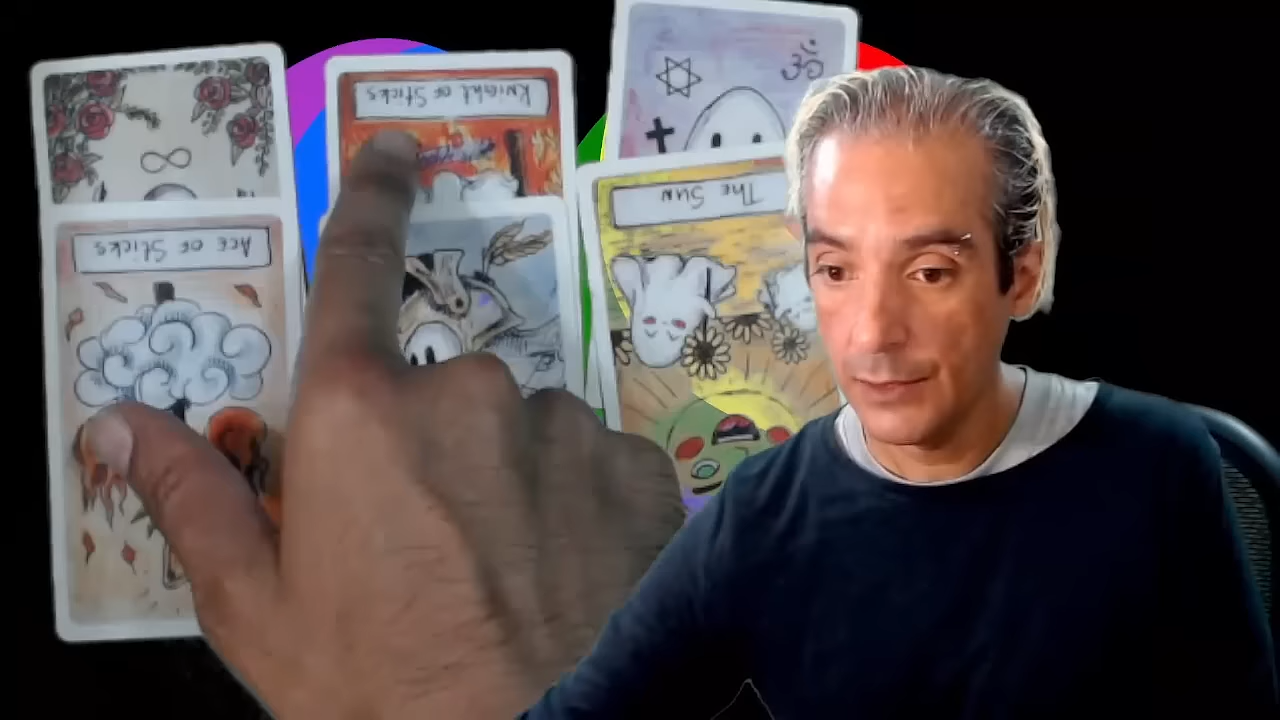 ॐ
Knight of Sticks
The Sun
Ace of Sticks